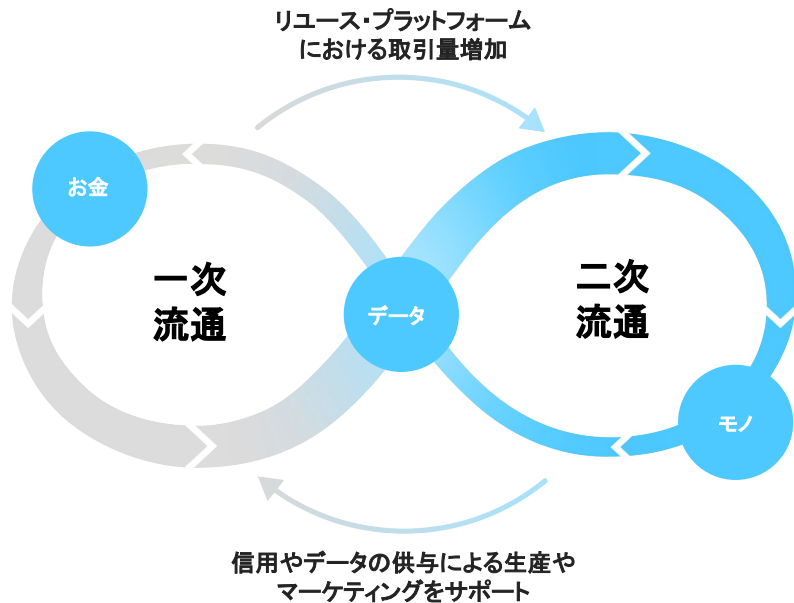 リユース・プラットフォーム
における取引量増加
お金
一次
流通
データ
二次
流通
モノ
信用やデータの供与による生産や
マーケティングをサポート